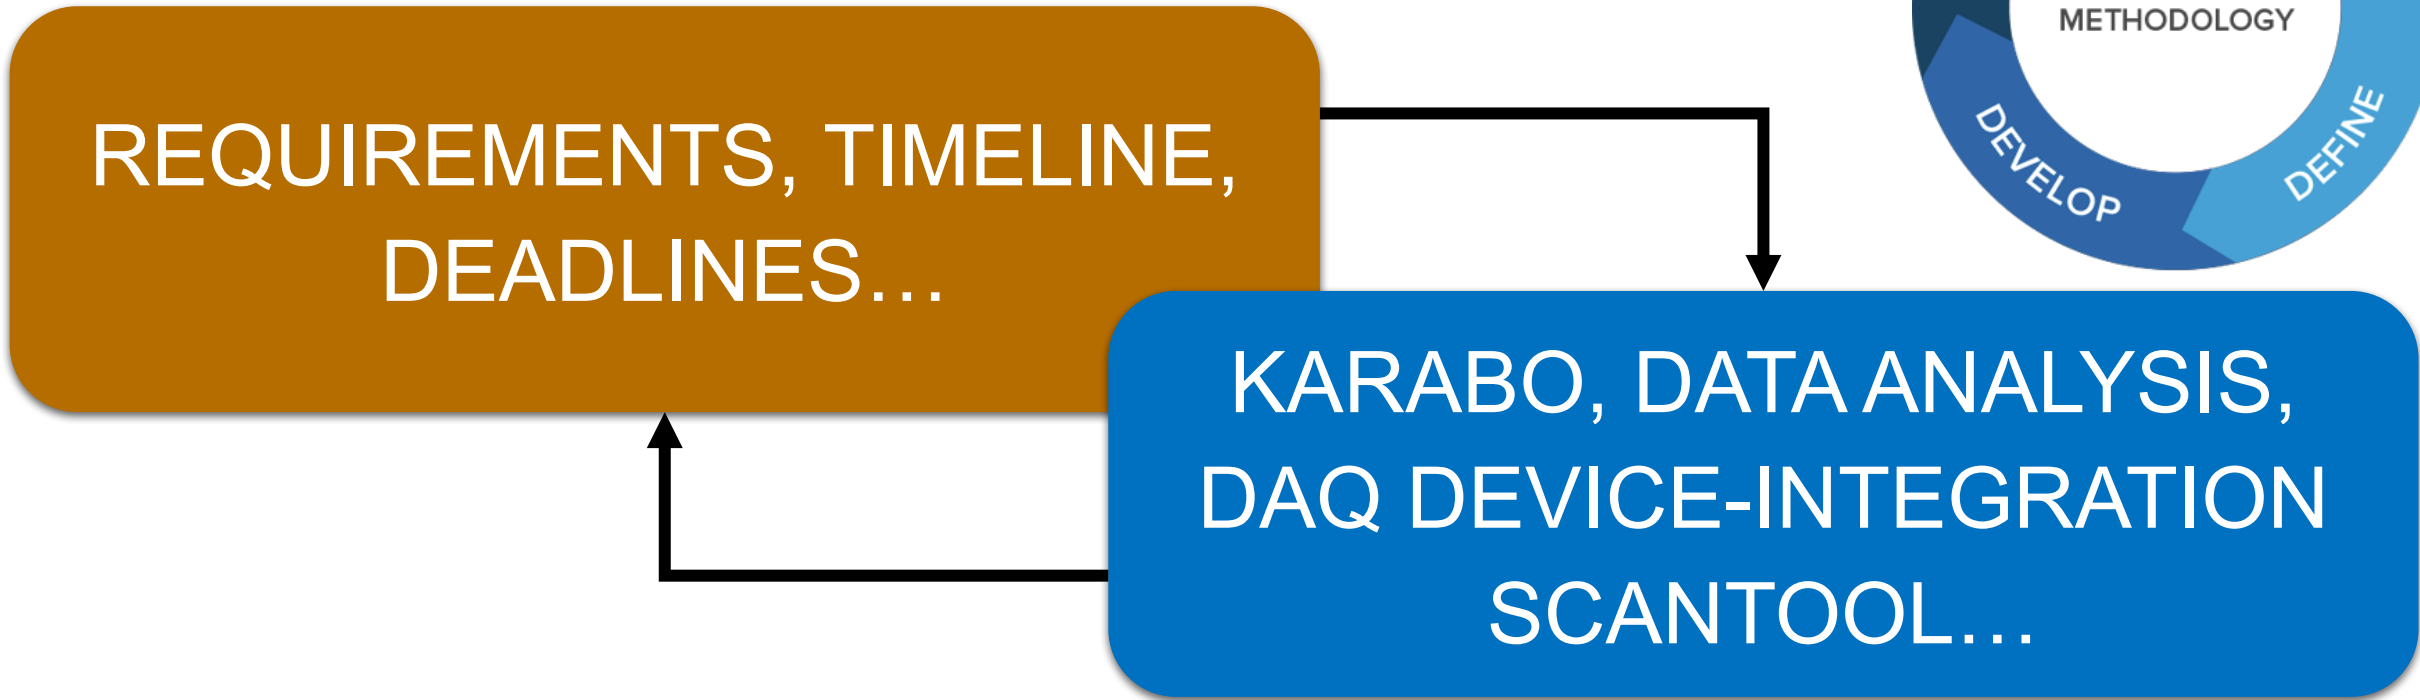 METHODOLOGY
DEVELOP
DEFINE
REQUIREMENTS, TIMELINE,
DEADLINES…
KARABO, DATA ANALYSIS,
DAQ DEVICE-INTEGRATION
SCANTOOL…